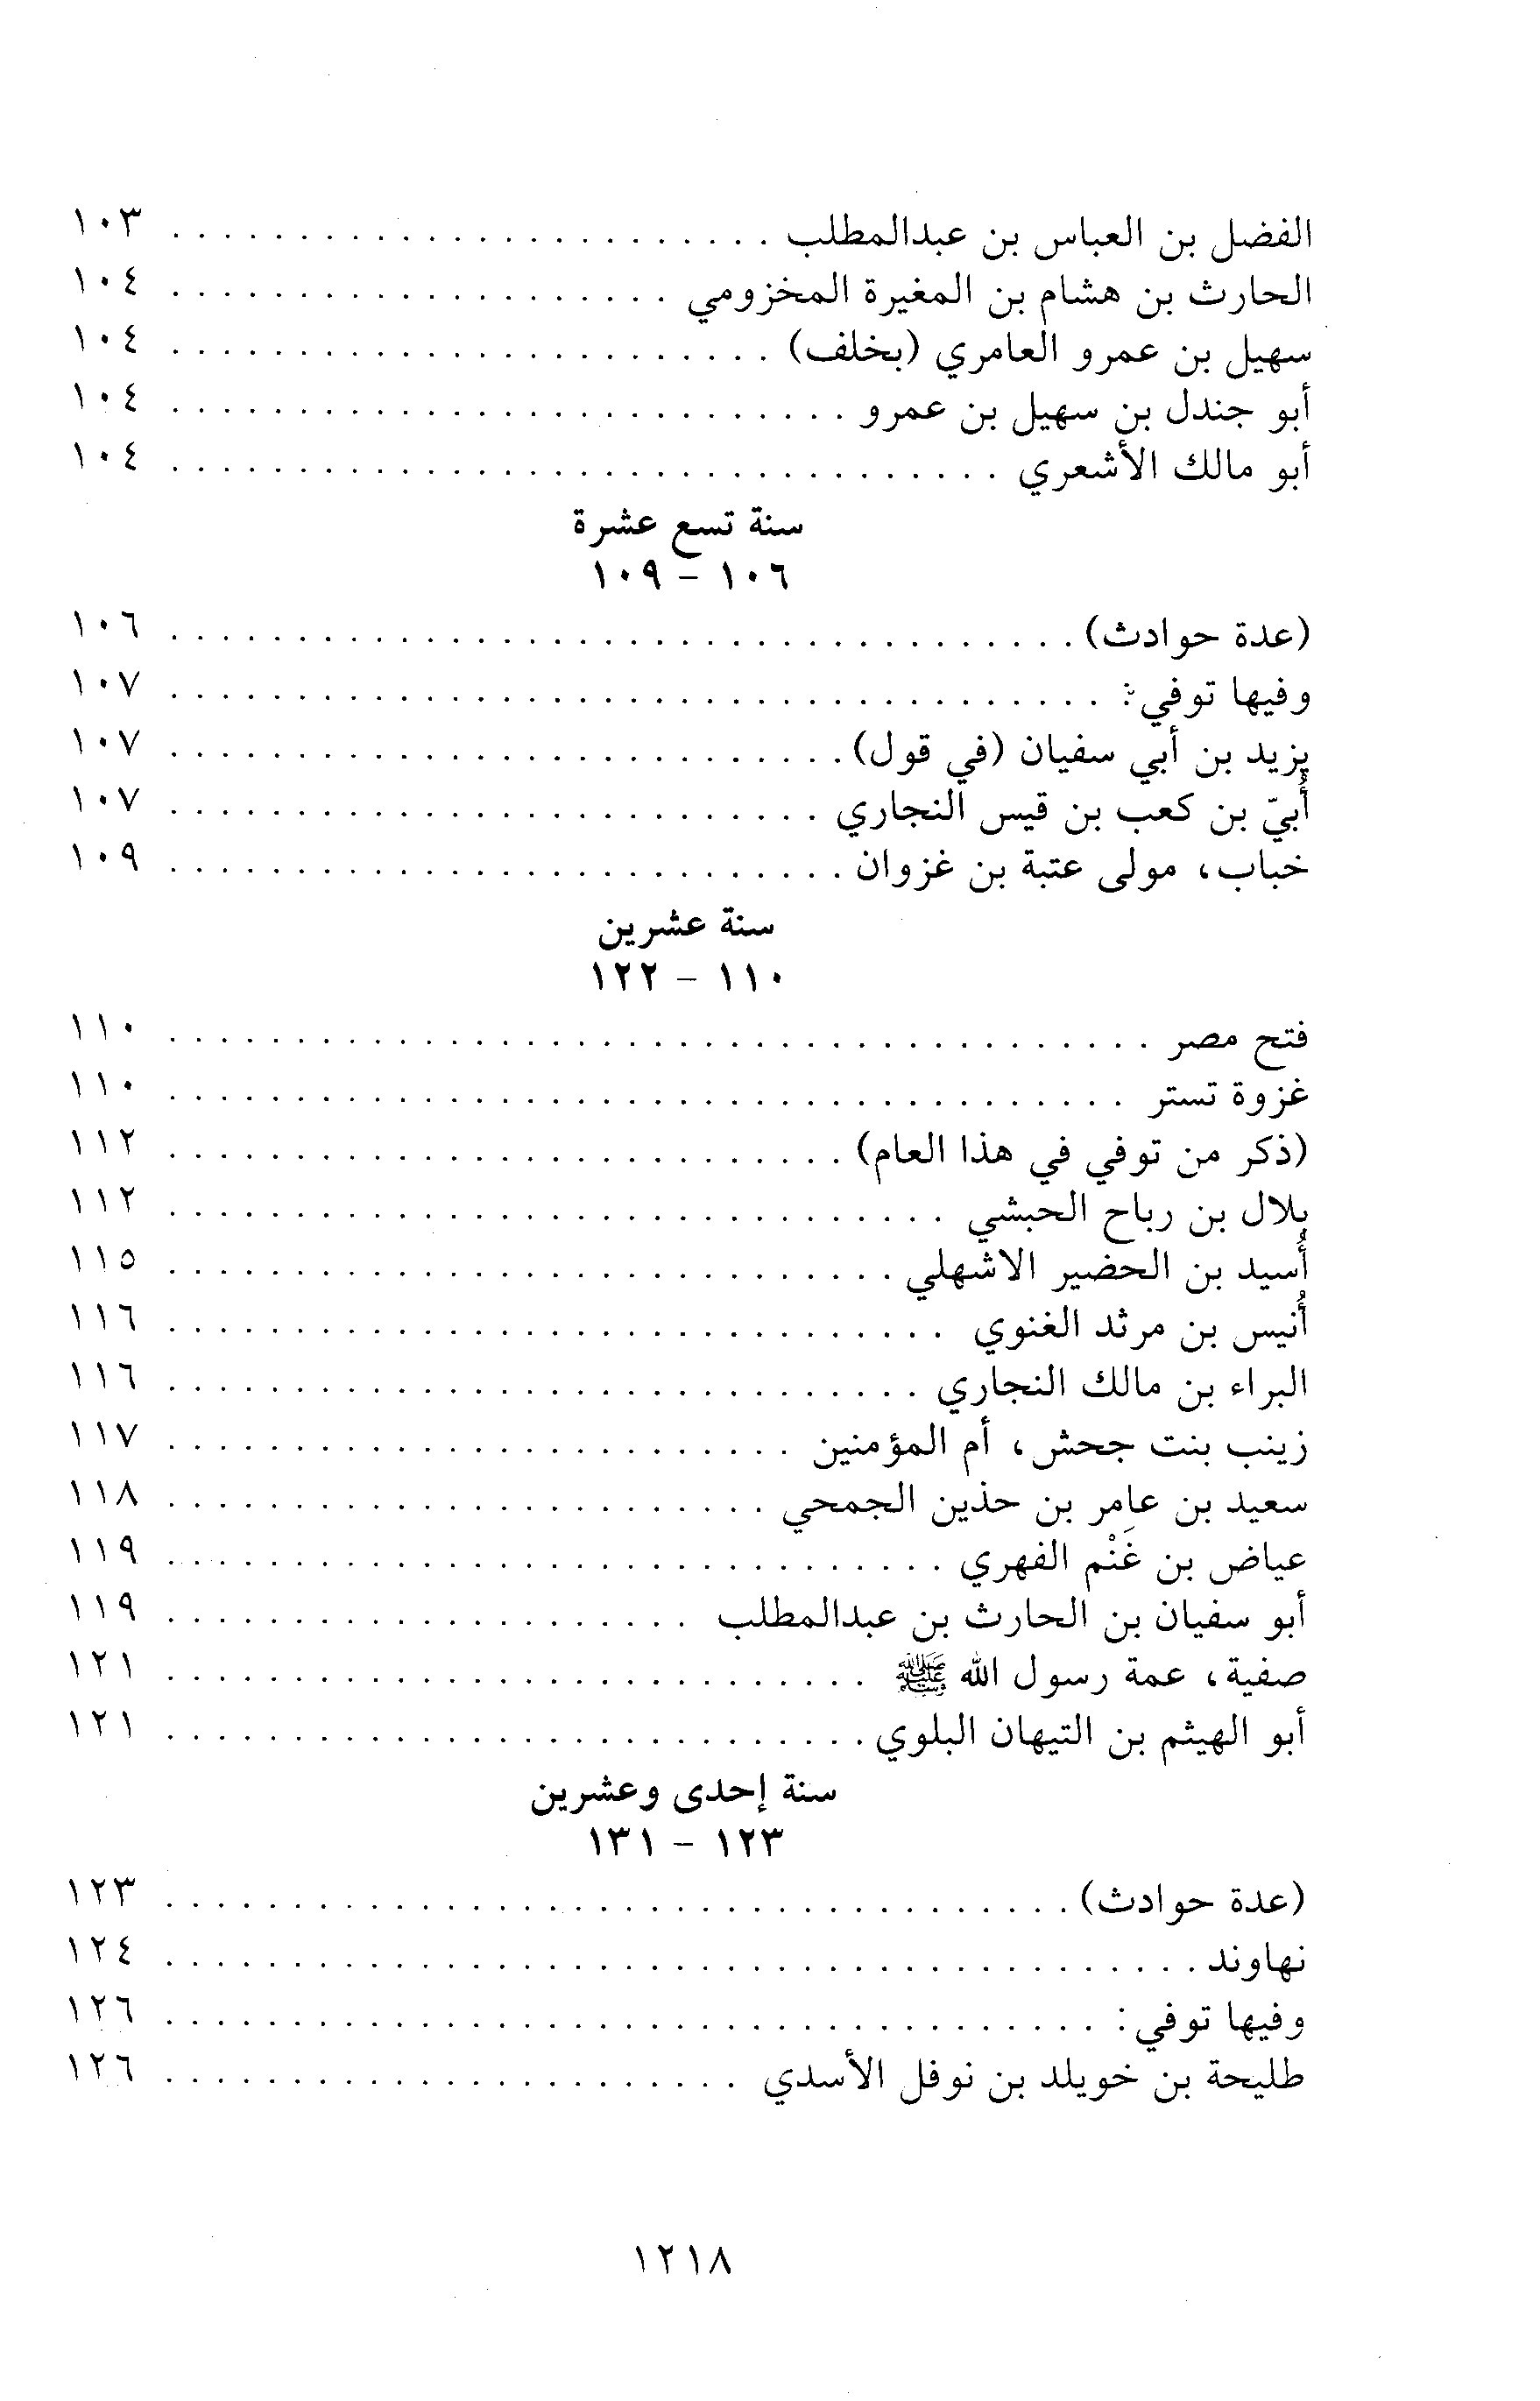 الفضل بن العباس بن عبدالمطلب . . . . . . . . . . . . . . . . . . . . . . . . ١٠٣
الحارث بن هشام بن المغيرة المخزومي . . . . . . . . . . . . . . . . . . . . ١٠٤
سهيل بن عمرو العامري (بخلف) . . . . . . . . . . . . . . . . . . . . . . . . ١٠٤
أبو جندل بن سهيل بن عمرو . . . . . . . . . . . . . . . . . . . . . . . . . . . ١٠٤
أبو مالك الأشعري . . . . . . . . . . . . . . . . . . . . . . . . . . . . . . . . . ١٠٤
سنة تسع عشرة
١٠٦ - ١٠٩
(عدة حوادث) . . . . . . . . . . . . . . . . . . . . . . . . . . . . . . . . . . . . ١٠٦
وفيها توفي: . . . . . . . . . . . . . . . . . . . . . . . . . . . . . . . . . . . . . ١٠٧
يزيد بن أبي سفيان (في قول) . . . . . . . . . . . . . . . . . . . . . . . . . . . ١٠٧
أُبيّ بن كعب بن قيس النجاري . . . . . . . . . . . . . . . . . . . . . . . . . . ١٠٧
خباب، مولى عتبة بن غزوان . . . . . . . . . . . . . . . . . . . . . . . . . . . ١٠٩
سنة عشرين
١١٠ - ١٢٢
فتح مصر . . . . . . . . . . . . . . . . . . . . . . . . . . . . . . . . . . . . . . . ١١٠
غزوة تستر . . . . . . . . . . . . . . . . . . . . . . . . . . . . . . . . . . . . . . ١١٠
(ذكر من توفي في هذا العام) . . . . . . . . . . . . . . . . . . . . . . . . . . . ١١٢
بلال بن رباح الحبشي . . . . . . . . . . . . . . . . . . . . . . . . . . . . . . . ١١٢
أُسيد بن الحضير الاشهلي . . . . . . . . . . . . . . . . . . . . . . . . . . . . . ١١٥
أُنيس بن مرثد الغنوي . . . . . . . . . . . . . . . . . . . . . . . . . . . . . . . ١١٦
البراء بن مالك النجاري . . . . . . . . . . . . . . . . . . . . . . . . . . . . . . ١١٦
زينب بنت جحش، أم المؤمنين . . . . . . . . . . . . . . . . . . . . . . . . . ١١٧
سعيد بن عامر بن حذين الجمحي . . . . . . . . . . . . . . . . . . . . . . . . ١١٨
عياض بن غَنْم الفهري . . . . . . . . . . . . . . . . . . . . . . . . . . . . . . . ١١٩
أبو سفيان بن الحارث بن عبدالمطلب . . . . . . . . . . . . . . . . . . . . . ١١٩
صفية، عمة رسول الله ﷺ . . . . . . . . . . . . . . . . . . . . . . . . . . . . ١٢١
أبو الهيثم بن التيهان البلوي . . . . . . . . . . . . . . . . . . . . . . . . . . . . ١٢١
سنة إحدى وعشرين
١٢٣ - ١٣١
(عدة حوادث) . . . . . . . . . . . . . . . . . . . . . . . . . . . . . . . . . . . . ١٢٣
نهاوند . . . . . . . . . . . . . . . . . . . . . . . . . . . . . . . . . . . . . . . . . ١٢٤
وفيها توفي: . . . . . . . . . . . . . . . . . . . . . . . . . . . . . . . . . . . . . ١٢٦
طليحة بن خويلد بن نوفل الأسدي . . . . . . . . . . . . . . . . . . . . . . . ١٢٦
١٢١٨